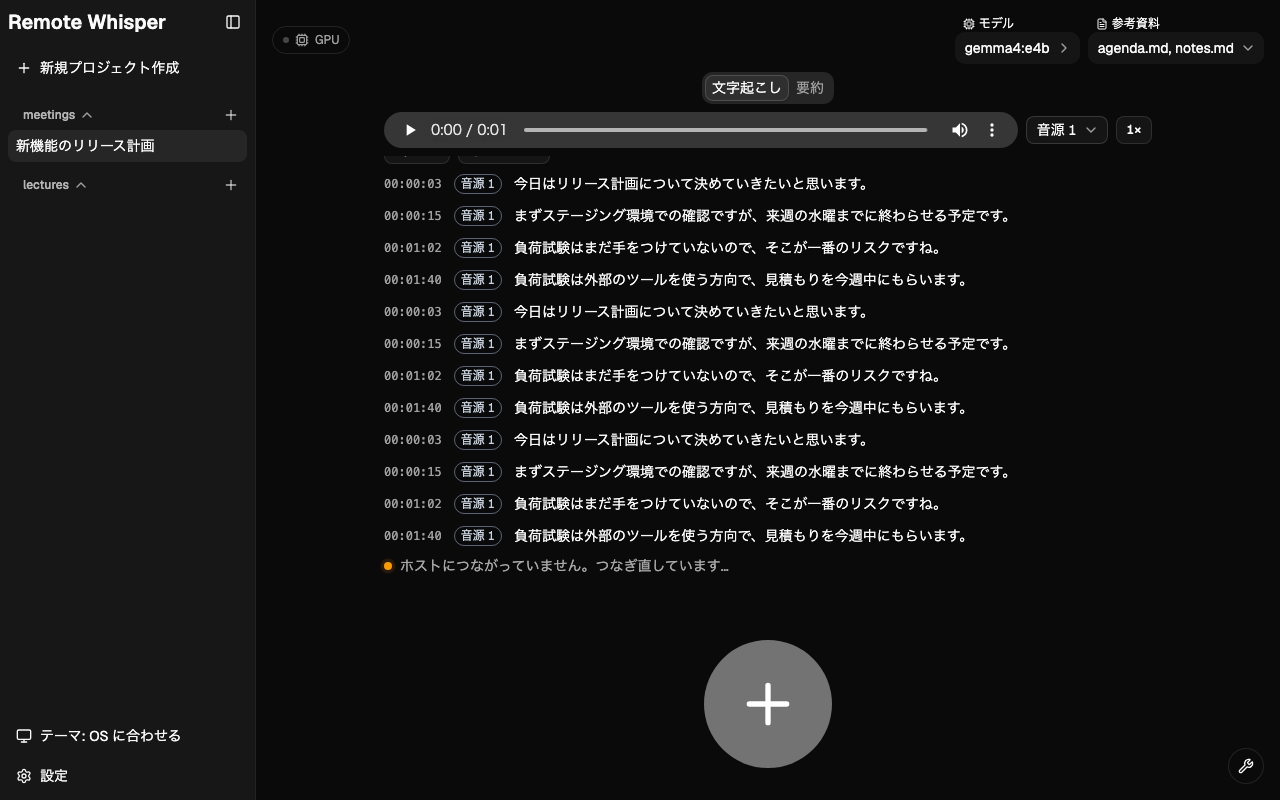 Remote Whisper
新規プロジェクト作成
meetings
新機能のリリース計画
lectures
テーマ: OS に合わせる
設定
GPU
モデル
gemma4:e4b
参考資料
agenda.md, notes.md
文字起こし 要約
0:00 / 0:01
音源 1
1×
00:00:03 音源 1 今日はリリース計画について決めていきたいと思います。
00:00:15 音源 1 まずステージング環境での確認ですが、来週の水曜までに終わらせる予定です。
00:01:02 音源 1 負荷試験はまだ手をつけていないので、そこが一番のリスクですね。
00:01:40 音源 1 負荷試験は外部のツールを使う方向で、見積もりを今週中にもらいます。
00:00:03 音源 1 今日はリリース計画について決めていきたいと思います。
00:00:15 音源 1 まずステージング環境での確認ですが、来週の水曜までに終わらせる予定です。
00:01:02 音源 1 負荷試験はまだ手をつけていないので、そこが一番のリスクですね。
00:01:40 音源 1 負荷試験は外部のツールを使う方向で、見積もりを今週中にもらいます。
00:00:03 音源 1 今日はリリース計画について決めていきたいと思います。
00:00:15 音源 1 まずステージング環境での確認ですが、来週の水曜までに終わらせる予定です。
00:01:02 音源 1 負荷試験はまだ手をつけていないので、そこが一番のリスクですね。
00:01:40 音源 1 負荷試験は外部のツールを使う方向で、見積もりを今週中にもらいます。
ホストにつながっていません。つなぎ直しています…